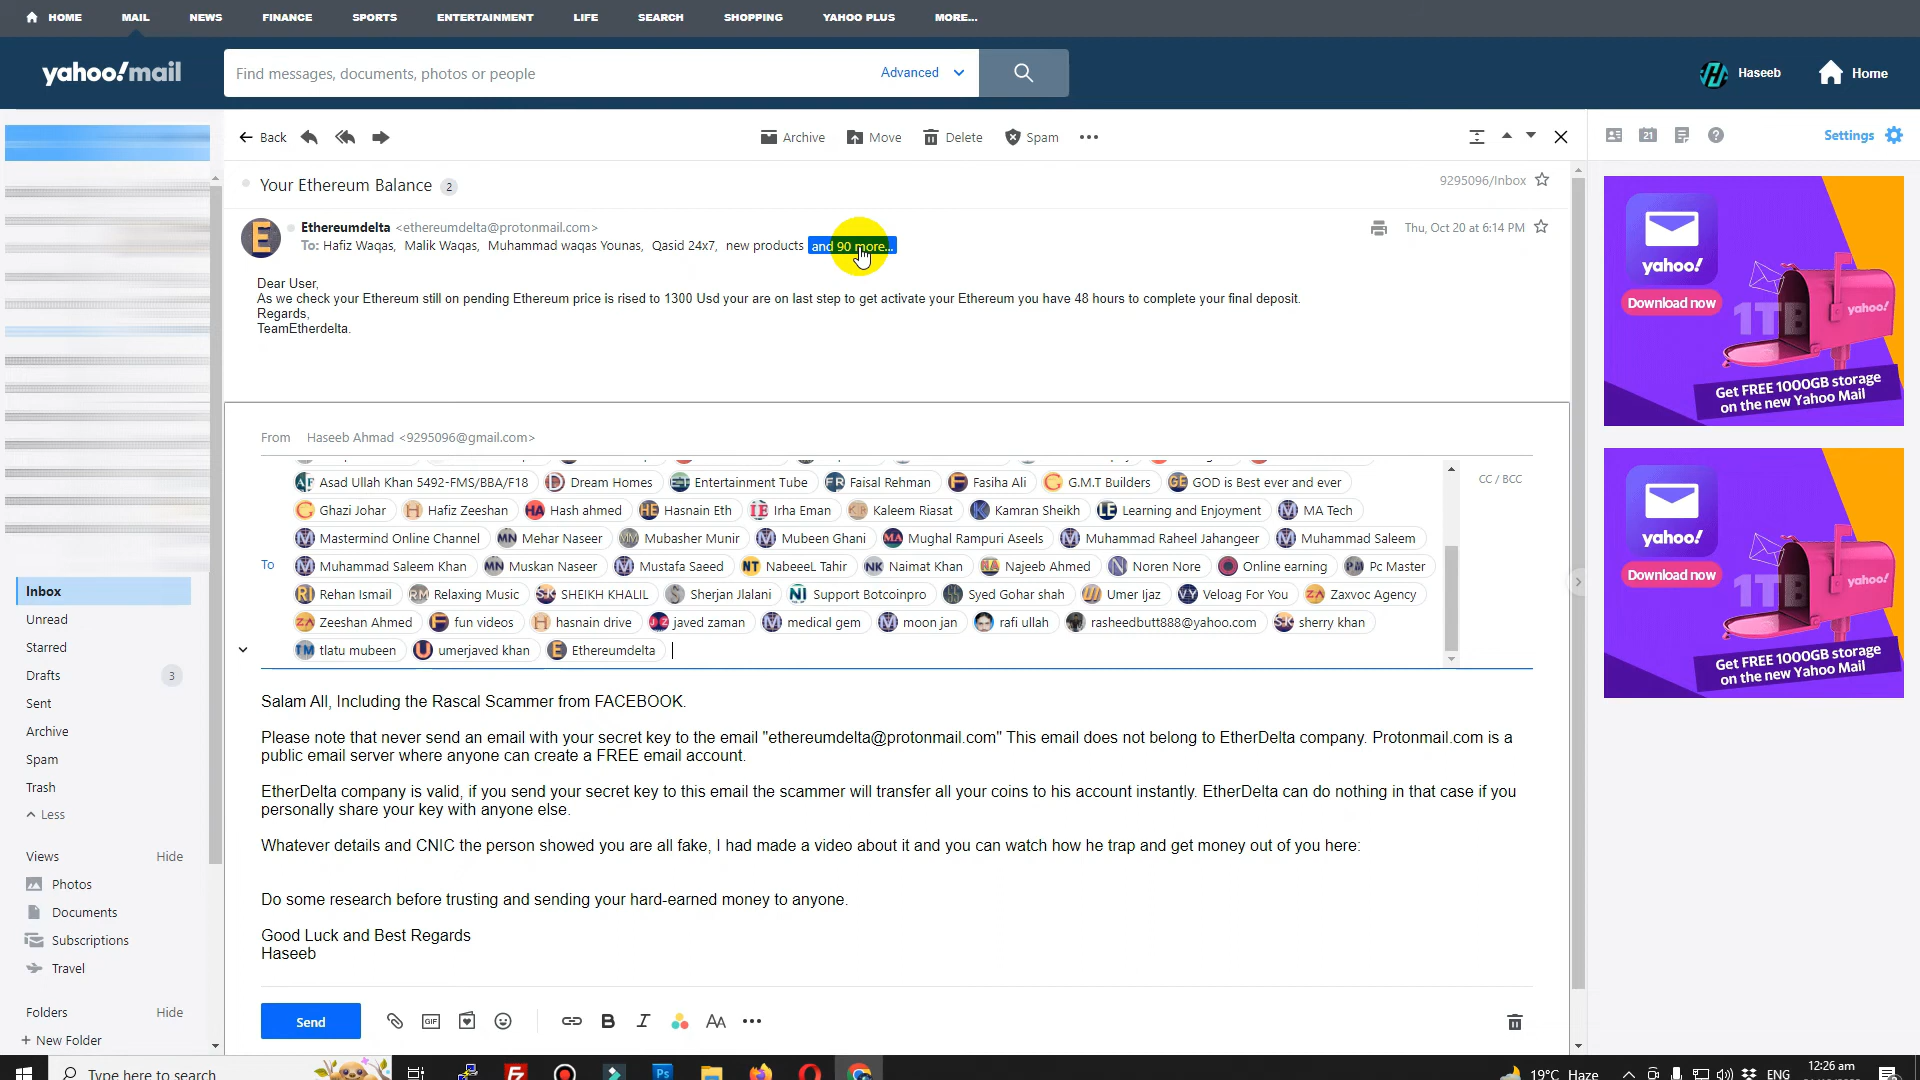 HOME MAIL NEWS FINANCE SPORTS ENTERTAINMENT LIFE SEARCH SHOPPING YAHOO PLUS MORE...
yahoo!mail Find messages, documents, photos or people Advanced Haseeb Home
Back Archive Move Delete Spam Settings
Your Ethereum Balance 2 9295096/Inbox
E Ethereumdelta <ethereumdelta@protonmail.com> Thu, Oct 20 at 6:14 PM
To: Hafiz Waqas, Malik Waqas, Muhammad waqas Younas, Qasid 24x7, new products and 90 more...
Dear User,
As we check your Ethereum still on pending Ethereum price is rised to 1300 Usd your are on last step to get activate your Ethereum you have 48 hours to complete your final deposit.
Regards,
TeamEtherdelta.
From Haseeb Ahmad <9295096@gmail.com>
CC / BCC
Asad Ullah Khan 5492-FMS/BBA/F18 Dream Homes Entertainment Tube Faisal Rehman Fasiha Ali G.M.T Builders GOD is Best ever and ever
Ghazi Johar Hafiz Zeeshan Hash ahmed Hasnain Eth Irha Eman Kaleem Riasat Kamran Sheikh Learning and Enjoyment MA Tech
Mastermind Online Channel Mehar Naseer Mubasher Munir Mubeen Ghani Mughal Rampuri Aseels Muhammad Raheel Jahangeer Muhammad Saleem
To Muhammad Saleem Khan Muskan Naseer Mustafa Saeed NabeeeL Tahir Naimat Khan Najeeb Ahmed Noren Nore Online earning Pc Master
Rehan Ismail Relaxing Music SHEIKH KHALIL Sherjan Jlalani Support Botcoinpro Syed Gohar shah Umer Ijaz Veloag For You Zaxvoc Agency
Zeeshan Ahmed fun videos hasnain drive javed zaman medical gem moon jan rafi ullah rasheedbutt888@yahoo.com sherry khan
tlatu mubeen umerjaved khan Ethereumdelta
Salam All, Including the Rascal Scammer from FACEBOOK.
Please note that never send an email with your secret key to the email "ethereumdelta@protonmail.com" This email does not belong to EtherDelta company. Protonmail.com is a
public email server where anyone can create a FREE email account.
EtherDelta company is valid, if you send your secret key to this email the scammer will transfer all your coins to his account instantly. EtherDelta can do nothing in that case if you
personally share your key with anyone else.
Whatever details and CNIC the person showed you are all fake, I had made a video about it and you can watch how he trap and get money out of you here:
Do some research before trusting and sending your hard-earned money to anyone.
Good Luck and Best Regards
Haseeb
Send GIF B I AA
Inbox
Unread
Starred
Drafts 3
Sent
Archive
Spam
Trash
Less
Views Hide
Photos
Documents
Subscriptions
Travel
Folders Hide
+ New Folder
yahoo!
Download now
1TB
yahoo!
Get FREE 1000GB storage
on the new Yahoo Mail
yahoo!
Download now
1TB
yahoo!
Get FREE 1000GB storage
on the new Yahoo Mail
Type here to search 19°C Haze ENG 12:26 am